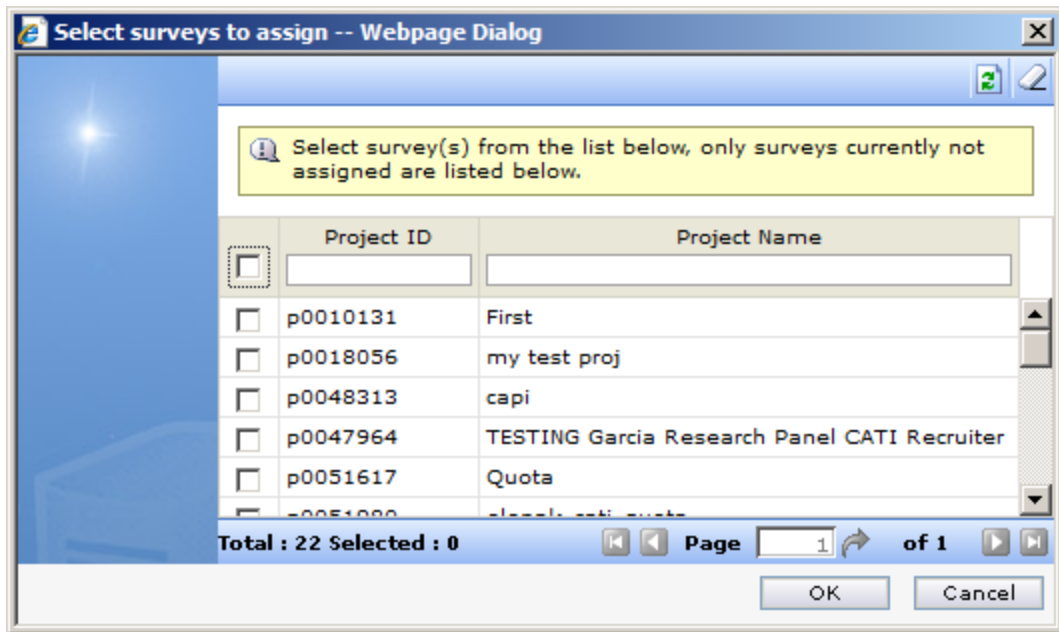 Select surveys to assign -- Webpage Dialog
Select survey(s) from the list below, only surveys currently not
assigned are listed below.
Project ID Project Name
p0010131 First
p0018056 my test proj
p0048313 capi
p0047964 TESTING Garcia Research Panel CATI Recruiter
p0051617 Quota
Total : 22 Selected : 0 Page 1 of 1
OK Cancel